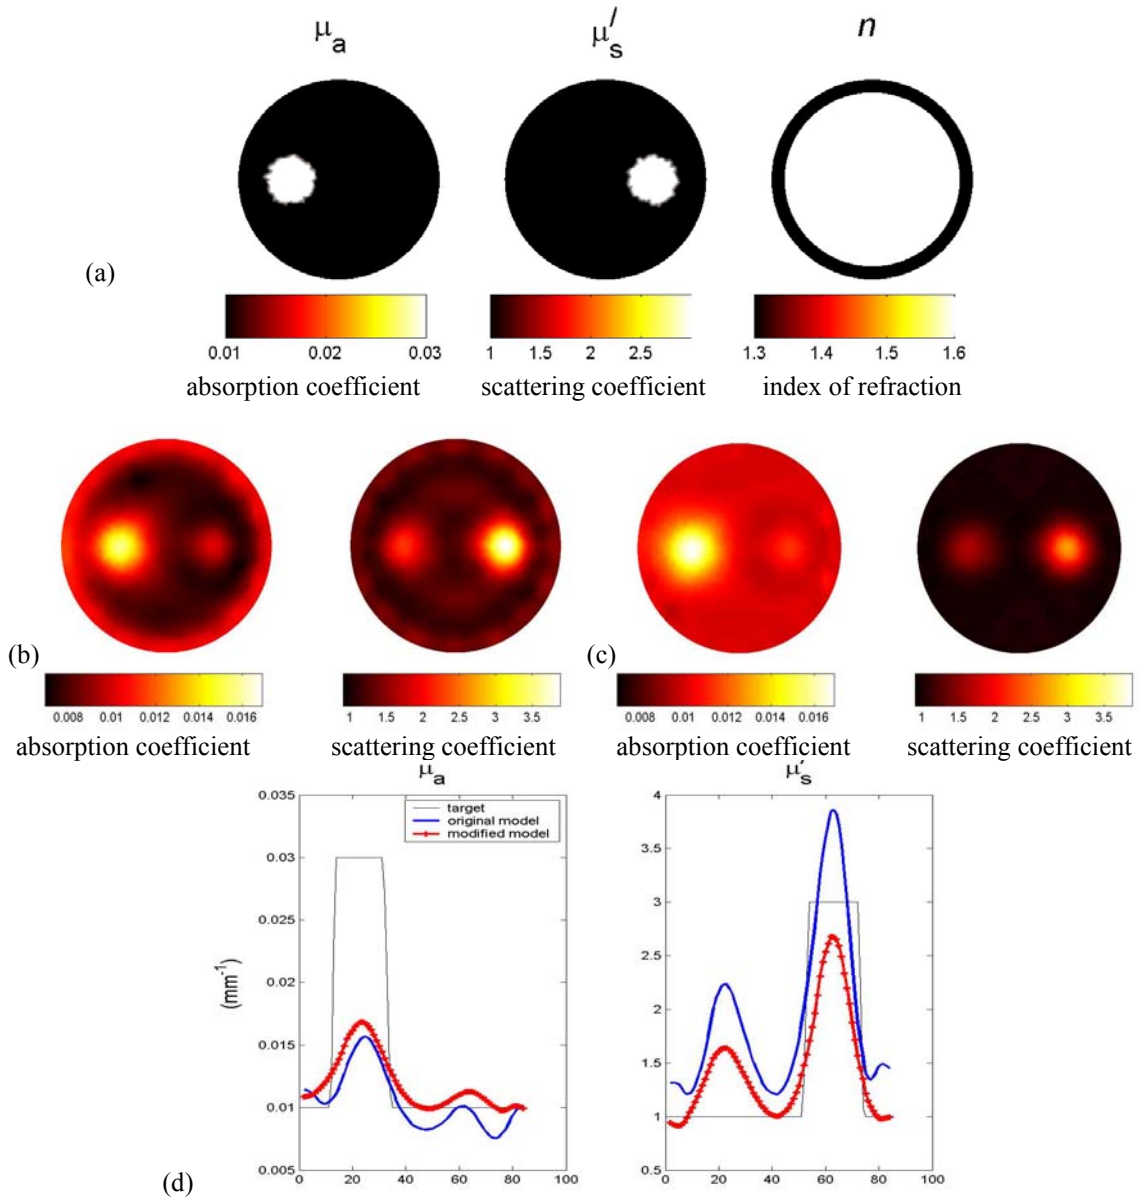 μa μs′ n
(a)
0.01 0.02 0.03 1 1.5 2 2.5 1.3 1.4 1.5 1.6
absorption coefficient scattering coefficient index of refraction
(b) (c)
0.008 0.01 0.012 0.014 0.016 1 1.5 2 2.5 3 3.5 0.008 0.01 0.012 0.014 0.016 1 1.5 2 2.5 3 3.5
absorption coefficient scattering coefficient absorption coefficient scattering coefficient
μa μs′
0.035 4
target
original model
modified model
3.5
0.03
3
0.025
(mm-1)
2.5
0.02
2
0.015
1.5
0.01 1
0.005 0.5
0 20 40 60 80 100 0 20 40 60 80 100
(d)